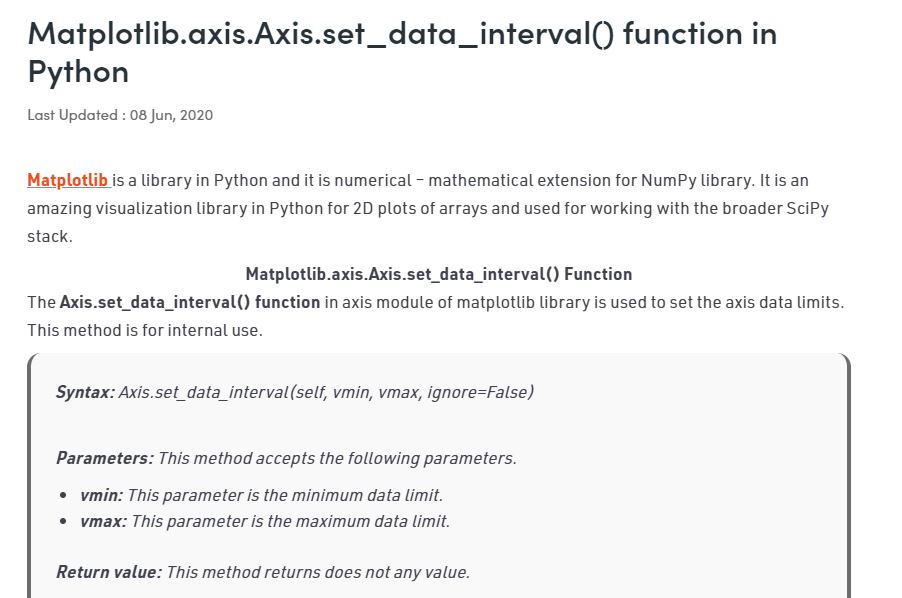 Matplotlib.axis.Axis.set_data_interval() function in
Python
Last Updated : 08 Jun, 2020
Matplotlib is a library in Python and it is numerical – mathematical extension for NumPy library. It is an
amazing visualization library in Python for 2D plots of arrays and used for working with the broader SciPy
stack.
Matplotlib.axis.Axis.set_data_interval() Function
The Axis.set_data_interval() function in axis module of matplotlib library is used to set the axis data limits.
This method is for internal use.
Syntax: Axis.set_data_interval(self, vmin, vmax, ignore=False)
Parameters: This method accepts the following parameters.
• vmin: This parameter is the minimum data limit.
• vmax: This parameter is the maximum data limit.
Return value: This method returns does not any value.